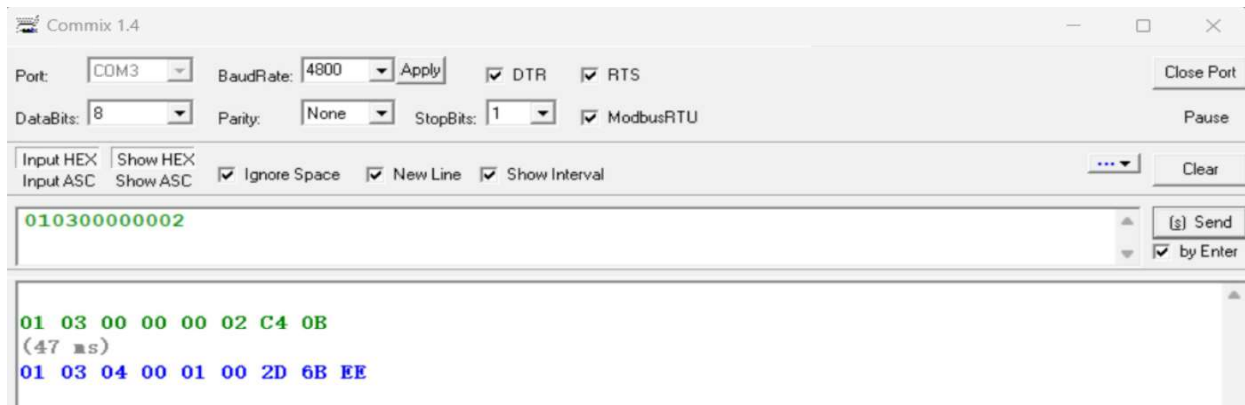 Commix 1.4
Port: COM3 BaudRate: 4800 Apply DTR RTS Close Port
DataBits: 8 Parity: None StopBits: 1 ModbusRTU Pause
Input HEX Show HEX
Input ASC Show ASC Ignore Space New Line Show Interval ... Clear
010300000002 (s) Send
by Enter
01 03 00 00 00 02 C4 0B
(47 ms)
01 03 04 00 01 00 2D 6B EE